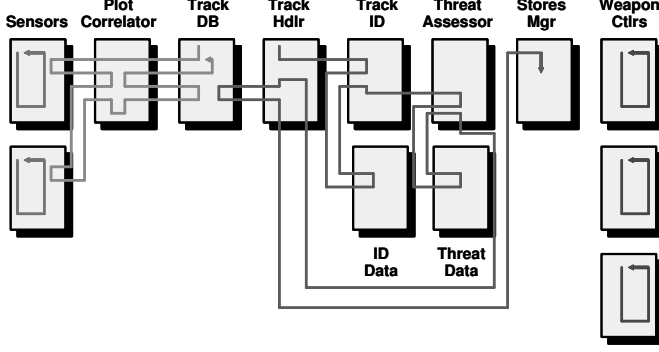 Sensors
Plot
Correlator
Track
DB
Track
Hdlr
Track
ID
Threat
Assessor
Stores
Mgr
Weapon
Ctlrs
ID
Data
Threat
Data